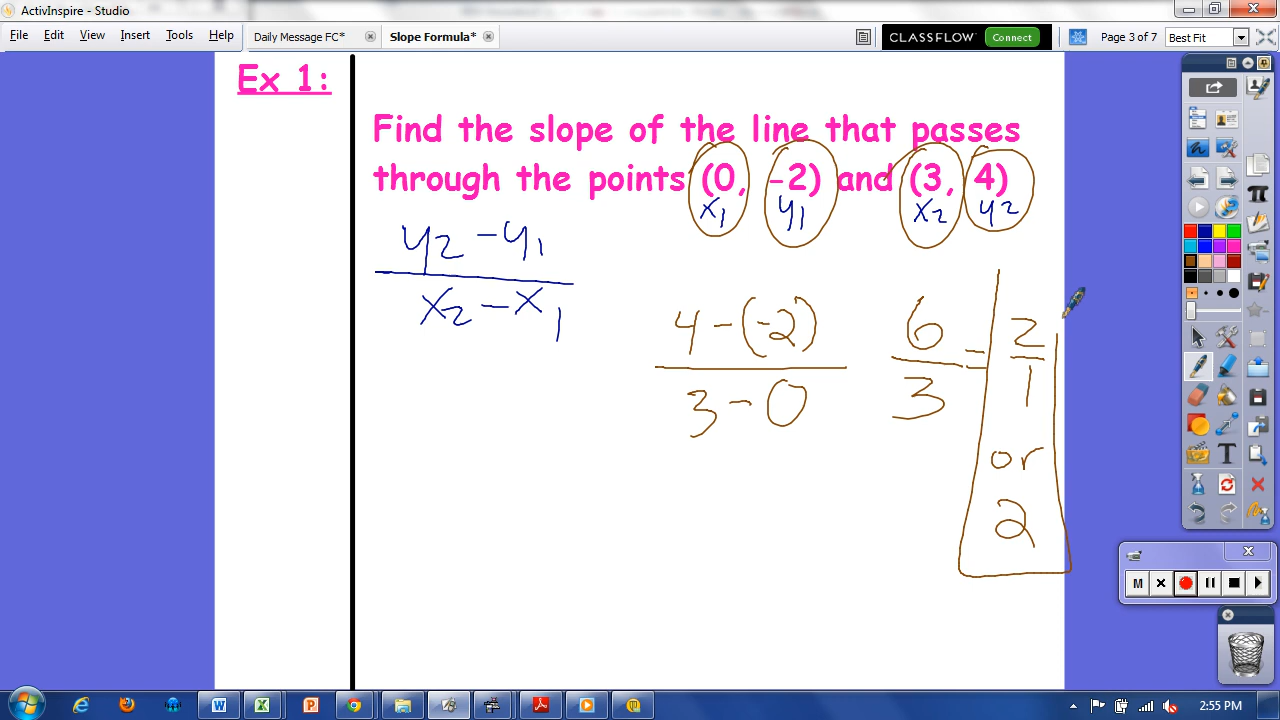 ActivInspire - Studio
File Edit View Insert Tools Help
Daily Message FC*
Slope Formula*
CLASSFLOW Connect
Page 3 of 7
Best Fit
Ex 1:
Find the slope of the line that passes
through the points (0, -2) and (3, 4)
x1 y1 x2 y2
y2 - y1
x2 - x1
4 - (-2)
3 - 0
6
3
=
2
1
or
2
M
2:55 PM